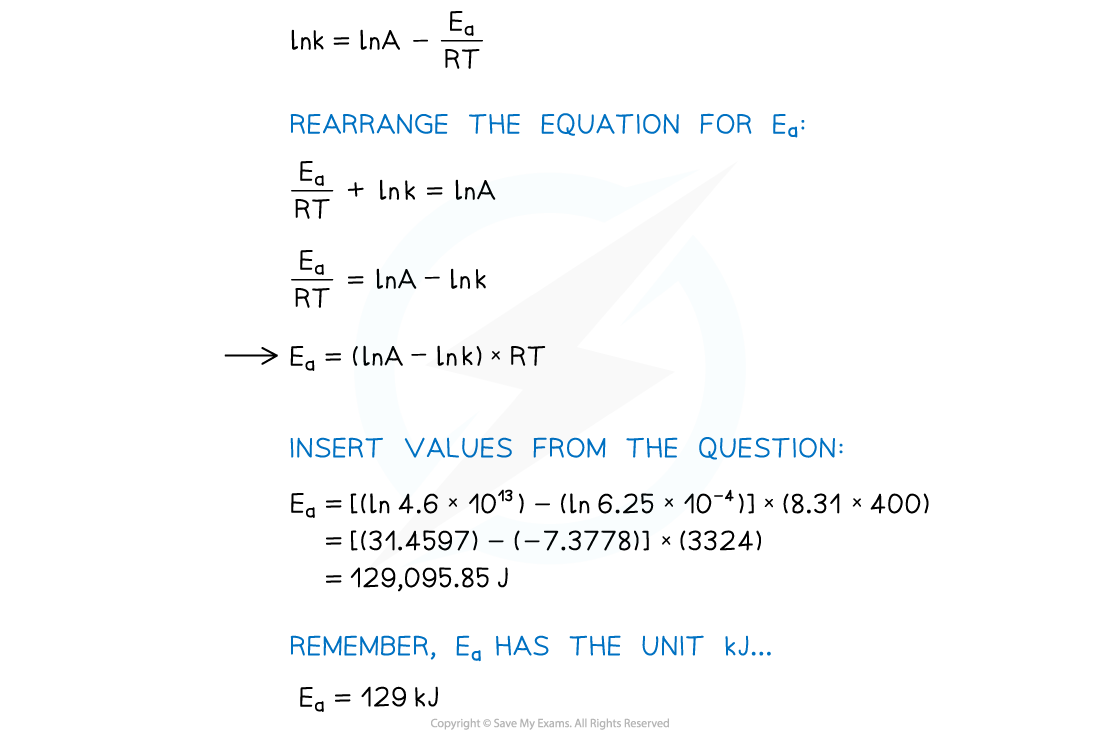 lnk = lnA − Eₐ/RT
REARRANGE THE EQUATION FOR Eₐ:
Eₐ/RT + lnk = lnA
Eₐ/RT = lnA − lnk
⟶ Eₐ = (lnA − lnk) × RT
INSERT VALUES FROM THE QUESTION:
Eₐ = [(ln 4.6 × 10¹³) − (ln 6.25 × 10⁻⁴)] × (8.31 × 400)
= [(31.4597) − (−7.3778)] × (3324)
= 129,095.85 J
REMEMBER, Eₐ HAS THE UNIT kJ...
Eₐ = 129 kJ
Copyright © Save My Exams. All Rights Reserved